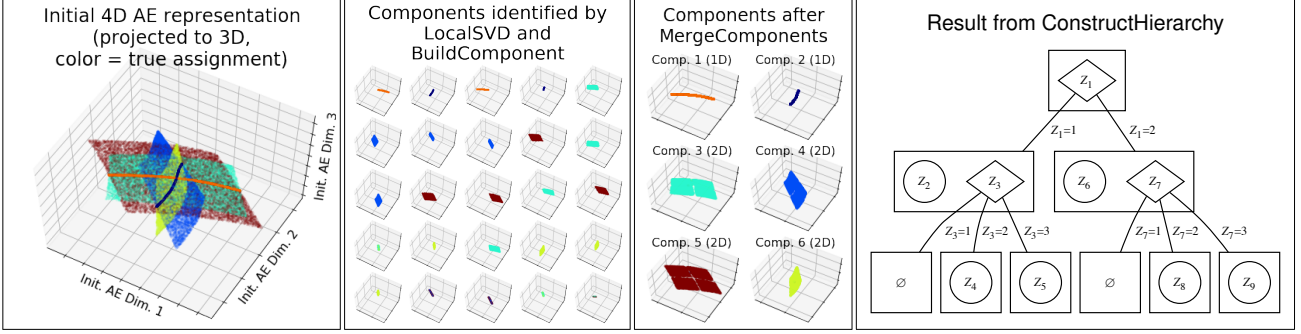 Initial 4D AE representation
(projected to 3D,
color = true assignment)
Init. AE Dim. 1
Init. AE Dim. 2
Init. AE Dim. 3
Components identified by
LocalSVD and
BuildComponent
Components after
MergeComponents
Comp. 1 (1D)
Comp. 2 (1D)
Comp. 3 (2D)
Comp. 4 (2D)
Comp. 5 (2D)
Comp. 6 (2D)
Result from ConstructHierarchy
Z1
Z1=1
Z1=2
Z2
Z3
Z6
Z7
Z3=1
Z3=2
Z3=3
Z7=1
Z7=2
Z7=3
∅
Z4
Z5
∅
Z8
Z9